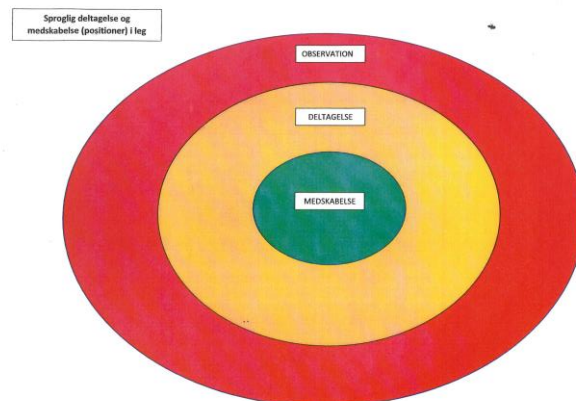 Sproglig deltagelse og
medskabelse (positioner) i leg
OBSERVATION
DELTAGELSE
MEDSKABELSE